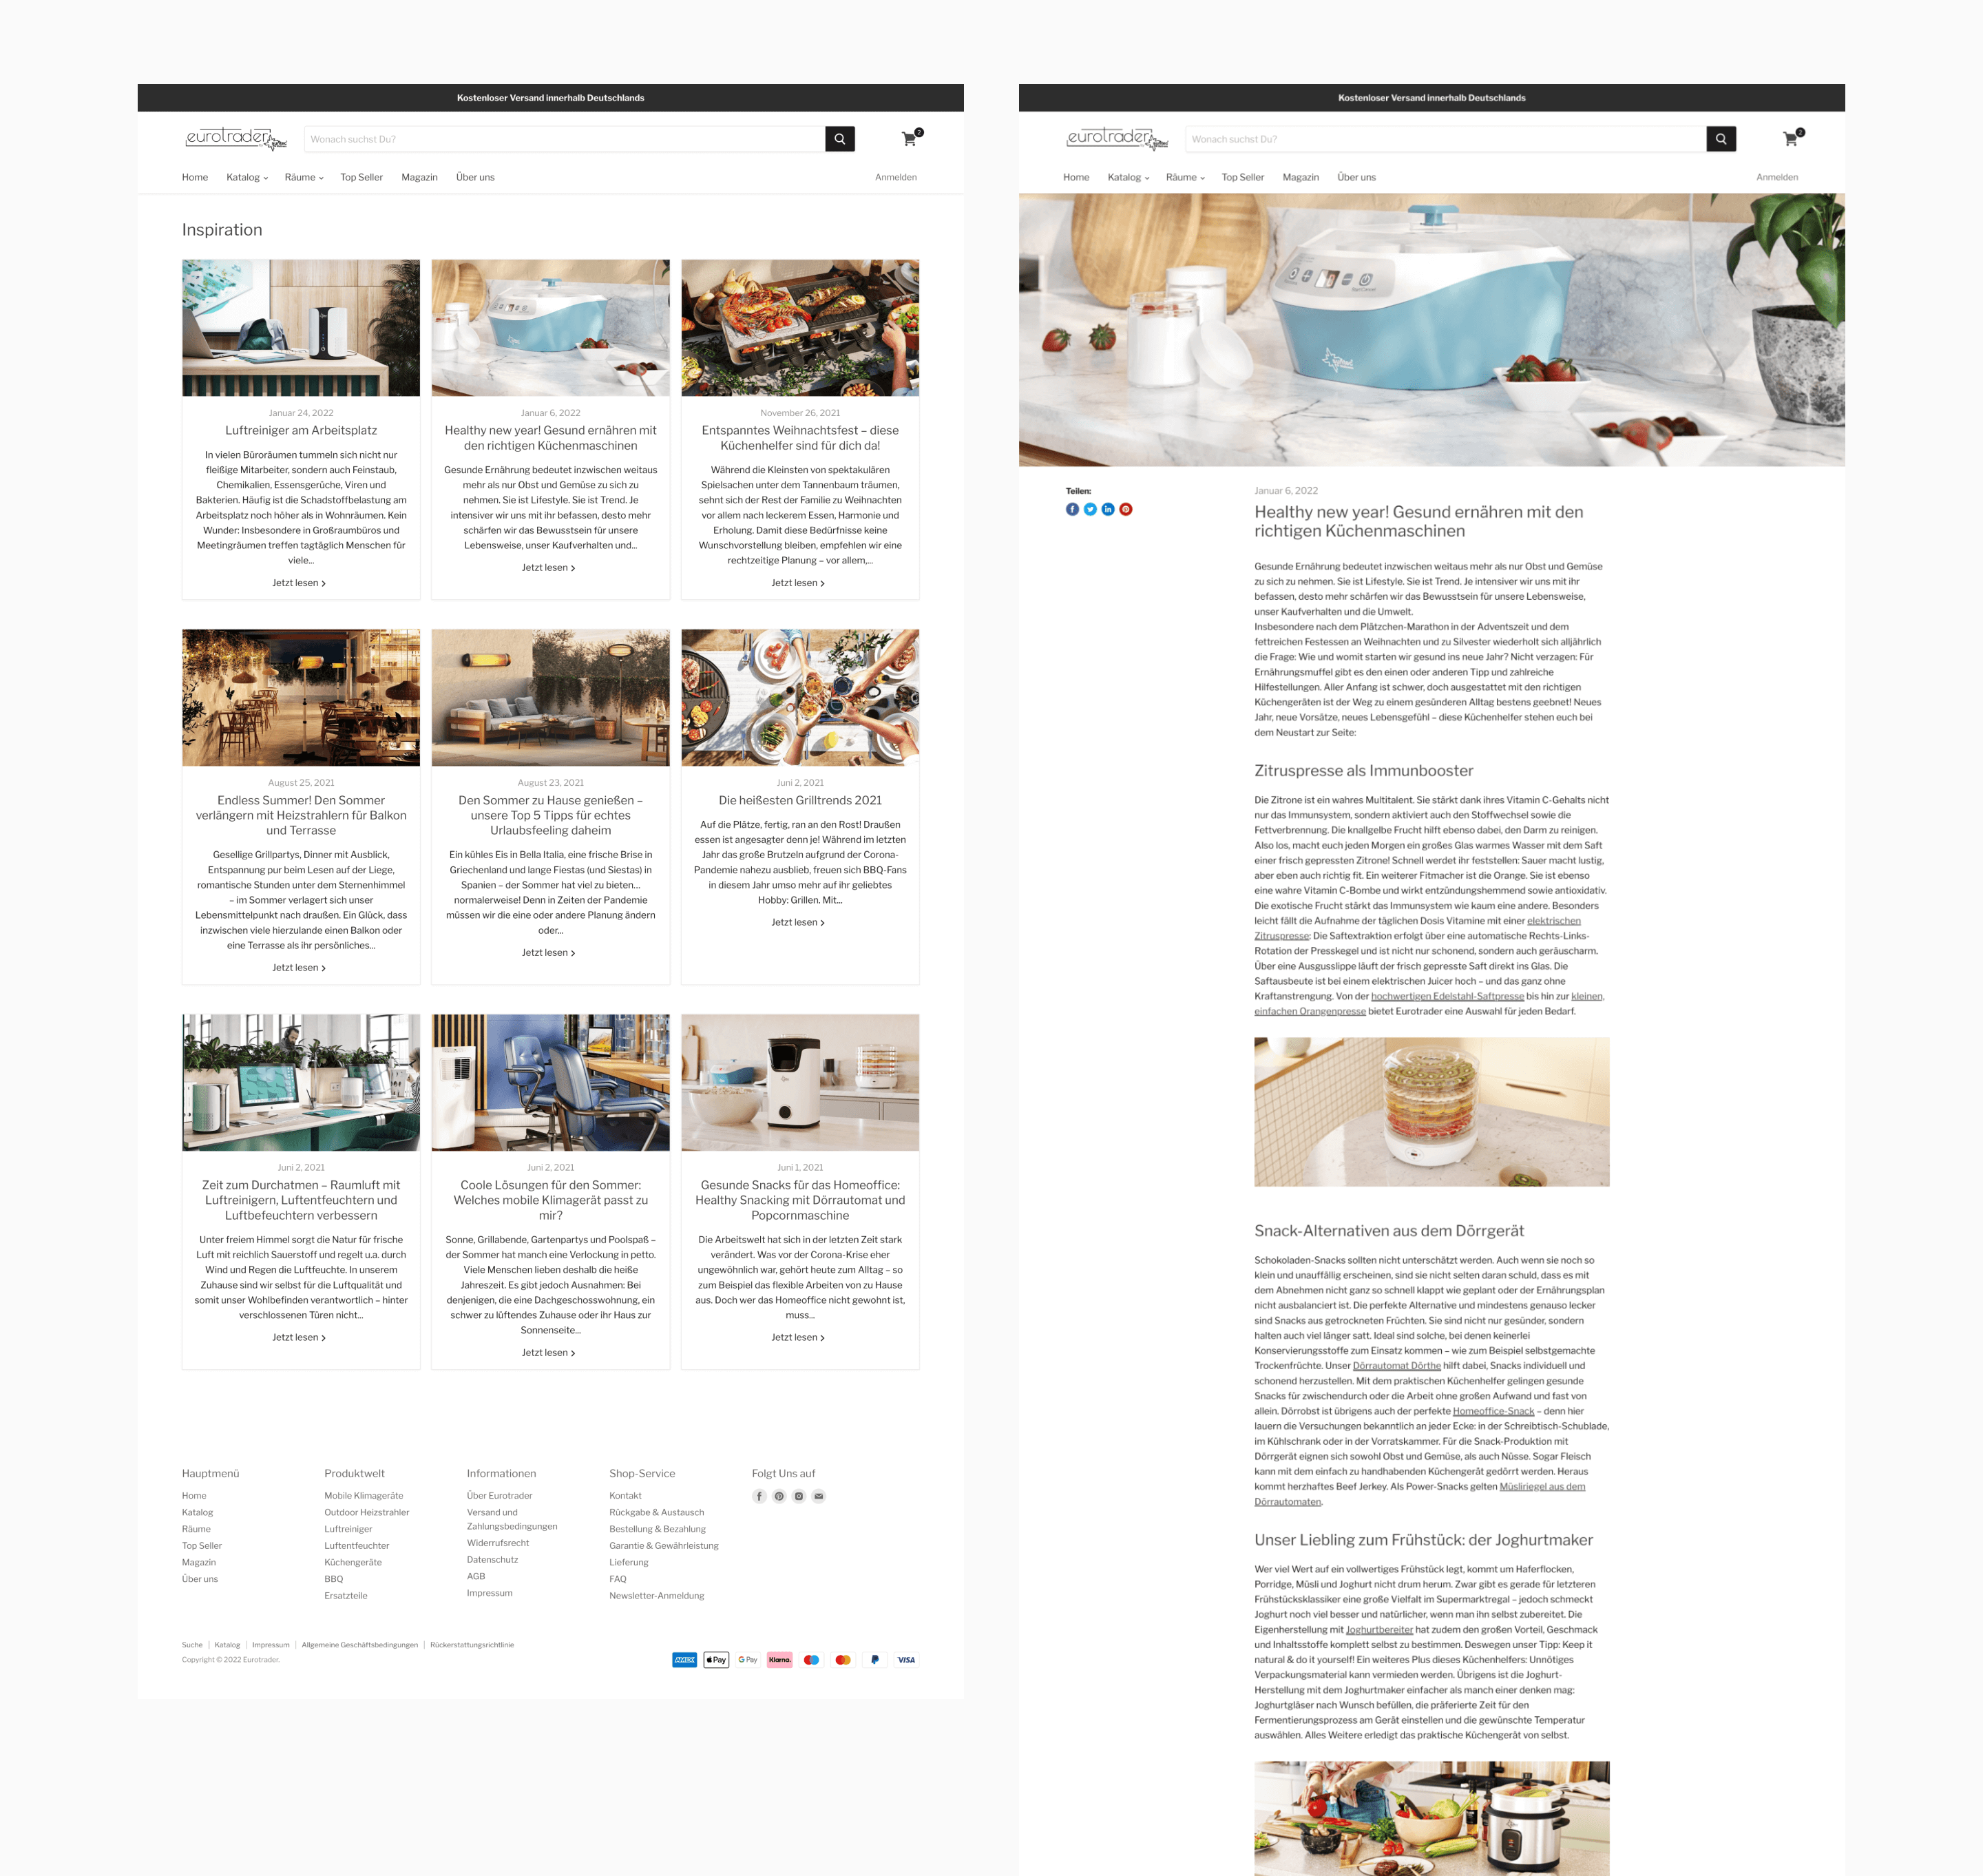 Kostenloser Versand innerhalb Deutschlands
eurotrader
Wonach suchst Du?
2
Home Katalog Räume Top Seller Magazin Über uns
Anmelden
Inspiration
Januar 24, 2022
Luftreiniger am Arbeitsplatz
In vielen Büroräumen tummeln sich nicht nur
fleißige Mitarbeiter, sondern auch Feinstaub,
Chemikalien, Essensgerüche, Viren und
Bakterien. Häufig ist die Schadstoffbelastung am
Arbeitsplatz noch höher als in Wohnräumen. Kein
Wunder: Insbesondere in Großraumbüros und
Meetingräumen treffen tagtäglich Menschen für
viele...
Jetzt lesen
Januar 6, 2022
Healthy new year! Gesund ernähren mit
den richtigen Küchenmaschinen
Gesunde Ernährung bedeutet inzwischen weitaus
mehr als nur Obst und Gemüse zu sich zu
nehmen. Sie ist Lifestyle. Sie ist Trend. Je
intensiver wir uns mit ihr befassen, desto mehr
schärfen wir das Bewusstsein für unsere
Lebensweise, unser Kaufverhalten und...
Jetzt lesen
November 26, 2021
Entspanntes Weihnachtsfest – diese
Küchenhelfer sind für dich da!
Während die Kleinsten von spektakulären
Spielsachen unter dem Tannenbaum träumen,
sehnt sich der Rest der Familie zu Weihnachten
vor allem nach leckerem Essen, Harmonie und
Erholung. Damit diese Bedürfnisse keine
Wunschvorstellung bleiben, empfehlen wir eine
rechtzeitige Planung – vor allem,...
Jetzt lesen
August 25, 2021
Endless Summer! Den Sommer
verlängern mit Heizstrahlern für Balkon
und Terrasse
Gesellige Grillpartys, Dinner mit Ausblick,
Entspannung pur beim Lesen auf der Liege,
romantische Stunden unter dem Sternenhimmel
– im Sommer verlagert sich unser
Lebensmittelpunkt nach draußen. Ein Glück, dass
inzwischen viele hierzulande einen Balkon oder
eine Terrasse als ihr persönliches...
Jetzt lesen
August 23, 2021
Den Sommer zu Hause genießen –
unsere Top 5 Tipps für echtes
Urlaubsfeeling daheim
Ein kühles Eis in Bella Italia, eine frische Brise in
Griechenland und lange Fiestas (und Siestas) in
Spanien – der Sommer hat viel zu bieten...
normalerweise! Denn in Zeiten der Pandemie
müssen wir die eine oder andere Planung ändern
oder...
Jetzt lesen
Juni 2, 2021
Die heißesten Grilltrends 2021
Auf die Plätze, fertig, ran an den Rost! Draußen
essen ist angesagter denn je! Während im letzten
Jahr das große Brutzeln aufgrund der Corona-
Pandemie nahezu ausblieb, freuen sich BBQ-Fans
in diesem Jahr umso mehr auf ihr geliebtes
Hobby: Grillen. Mit...
Jetzt lesen
Juni 2, 2021
Zeit zum Durchatmen – Raumluft mit
Luftreinigern, Luftentfeuchtern und
Luftbefeuchtern verbessern
Unter freiem Himmel sorgt die Natur für frische
Luft mit reichlich Sauerstoff und regelt u.a. durch
Wind und Regen die Luftfeuchte. In unserem
Zuhause sind wir selbst für die Luftqualität und
somit unser Wohlbefinden verantwortlich – hinter
verschlossenen Türen nicht...
Jetzt lesen
Juni 2, 2021
Coole Lösungen für den Sommer:
Welches mobile Klimagerät passt zu
mir?
Sonne, Grillabende, Gartenpartys und Poolspaß –
der Sommer hat manch eine Verlockung in petto.
Viele Menschen lieben deshalb die heiße
Jahreszeit. Es gibt jedoch Ausnahmen: Bei
denjenigen, die eine Dachgeschosswohnung, ein
schwer zu lüftendes Zuhause oder ihr Haus zur
Sonnenseite...
Jetzt lesen
Juni 1, 2021
Gesunde Snacks für das Homeoffice:
Healthy Snacking mit Dörrautomat und
Popcornmaschine
Die Arbeitswelt hat sich in der letzten Zeit stark
verändert. Was vor der Corona-Krise eher
ungewöhnlich war, gehört heute zum Alltag – so
zum Beispiel das flexible Arbeiten von zu Hause
aus. Doch wer das Homeoffice nicht gewohnt ist,
muss...
Jetzt lesen
Hauptmenü
Home
Katalog
Räume
Top Seller
Magazin
Über uns
Produktwelt
Mobile Klimageräte
Outdoor Heizstrahler
Luftreiniger
Luftentfeuchter
Küchengeräte
BBQ
Ersatzteile
Informationen
Über Eurotrader
Versand und
Zahlungsbedingungen
Widerrufsrecht
Datenschutz
AGB
Impressum
Shop-Service
Kontakt
Rückgabe & Austausch
Bestellung & Bezahlung
Garantie & Gewährleistung
Lieferung
FAQ
Newsletter-Anmeldung
Folgt Uns auf
Suche Katalog Impressum Allgemeine Geschäftsbedingungen Rückerstattungsrichtlinie
Copyright © 2022 Eurotrader.
AMEX Pay G Pay Klarna. VISA
Kostenloser Versand innerhalb Deutschlands
eurotrader
Wonach suchst Du?
2
Home Katalog Räume Top Seller Magazin Über uns
Anmelden
Teilen:
Januar 6, 2022
Healthy new year! Gesund ernähren mit den
richtigen Küchenmaschinen
Gesunde Ernährung bedeutet inzwischen weitaus mehr als nur Obst und Gemüse
zu sich zu nehmen. Sie ist Lifestyle. Sie ist Trend. Je intensiver wir uns mit ihr
befassen, desto mehr schärfen wir das Bewusstsein für unsere Lebensweise,
unser Kaufverhalten und die Umwelt.
Insbesondere nach dem Plätzchen-Marathon in der Adventszeit und dem
fettreichen Festessen an Weihnachten und zu Silvester wiederholt sich alljährlich
die Frage: Wie und womit starten wir gesund ins neue Jahr? Nicht verzagen: Für
Ernährungsmuffel gibt es den einen oder anderen Tipp und zahlreiche
Hilfestellungen. Aller Anfang ist schwer, doch ausgestattet mit den richtigen
Küchengeräten ist der Weg zu einem gesünderen Alltag bestens geebnet! Neues
Jahr, neue Vorsätze, neues Lebensgefühl – diese Küchenhelfer stehen euch bei
dem Neustart zur Seite:
Zitruspresse als Immunbooster
Die Zitrone ist ein wahres Multitalent. Sie stärkt dank ihres Vitamin C-Gehalts nicht
nur das Immunsystem, sondern aktiviert auch den Stoffwechsel sowie die
Fettverbrennung. Die knallgelbe Frucht hilft ebenso dabei, den Darm zu reinigen.
Also los, macht euch jeden Morgen ein großes Glas warmes Wasser mit dem Saft
einer frisch gepressten Zitrone! Schnell werdet ihr feststellen: Sauer macht lustig,
aber eben auch richtig fit. Ein weiterer Fitmacher ist die Orange. Sie ist ebenso
eine wahre Vitamin C-Bombe und wirkt entzündungshemmend sowie antioxidativ.
Die exotische Frucht stärkt das Immunsystem wie kaum eine andere. Besonders
leicht fällt die Aufnahme der täglichen Dosis Vitamine mit einer elektrischen
Zitruspresse: Die Saftextraktion erfolgt über eine automatische Rechts-Links-
Rotation der Presskegel und ist nicht nur schonend, sondern auch geräuscharm.
Über eine Ausgusslippe läuft der frisch gepresste Saft direkt ins Glas. Die
Saftausbeute ist bei einem elektrischen Juicer hoch – und das ganz ohne
Kraftanstrengung. Von der hochwertigen Edelstahl-Saftpresse bis hin zur kleinen,
einfachen Orangenpresse bietet Eurotrader eine Auswahl für jeden Bedarf.
Snack-Alternativen aus dem Dörrgerät
Schokoladen-Snacks sollten nicht unterschätzt werden. Auch wenn sie noch so
klein und unauffällig erscheinen, sind sie nicht selten daran schuld, dass es mit
dem Abnehmen nicht ganz so schnell klappt wie geplant oder der Ernährungsplan
nicht ausbalanciert ist. Die perfekte Alternative und mindestens genauso lecker
sind Snacks aus getrockneten Früchten. Sie sind nicht nur gesünder, sondern
halten auch viel länger satt. Ideal sind solche, bei denen keinerlei
Konservierungsstoffe zum Einsatz kommen – wie zum Beispiel selbstgemachte
Trockenfrüchte. Unser Dörrautomat Dörthe hilft dabei, Snacks individuell und
schonend herzustellen. Mit dem praktischen Küchenhelfer gelingen gesunde
Snacks für zwischendurch oder die Arbeit ohne großen Aufwand und fast von
allein. Dörrobst ist übrigens auch der perfekte Homeoffice-Snack – denn hier
lauern die Versuchungen bekanntlich an jeder Ecke: in der Schreibtisch-Schublade,
im Kühlschrank oder in der Vorratskammer. Für die Snack-Produktion mit
Dörrgerät eignen sich sowohl Obst und Gemüse, als auch Nüsse. Sogar Fleisch
kann mit dem einfach zu handhabenden Küchengerät gedörrt werden. Heraus
kommt herzhaftes Beef Jerkey. Als Power-Snacks gelten Müsliriegel aus dem
Dörrautomaten.
Unser Liebling zum Frühstück: der Joghurtmaker
Wer viel Wert auf ein vollwertiges Frühstück legt, kommt um Haferflocken,
Porridge, Müsli und Joghurt nicht drum herum. Zwar gibt es gerade für letzteren
Frühstücksklassiker eine große Vielfalt im Supermarktregal – jedoch schmeckt
Joghurt noch viel besser und natürlicher, wenn man ihn selbst zubereitet. Die
Eigenherstellung mit Joghurtbereiter hat zudem den großen Vorteil, Geschmack
und Inhaltsstoffe komplett selbst zu bestimmen. Deswegen unser Tipp: Keep it
natural & do it yourself! Ein weiteres Plus dieses Küchenhelfers: Unnötiges
Verpackungsmaterial kann vermieden werden. Übrigens ist die Joghurt-
Herstellung mit dem Joghurtmaker einfacher als manch einer denken mag:
Joghurtgläser nach Wunsch befüllen, die präferierte Zeit für den
Fermentierungsprozess am Gerät einstellen und die gewünschte Temperatur
auswählen. Alles Weitere erledigt das praktische Küchengerät von selbst.